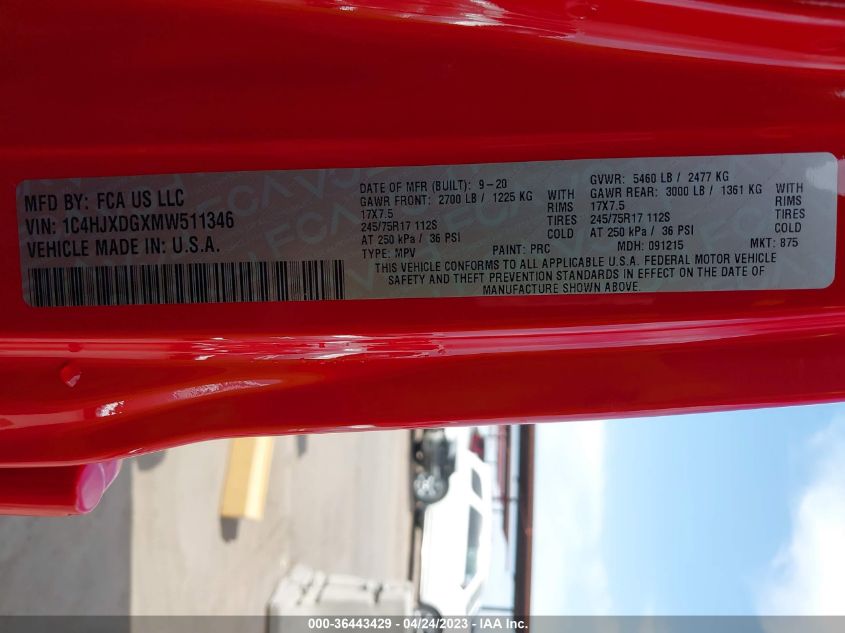 MFD BY: FCA US LLC
VIN: 1C4HJXDGXMW511346
VEHICLE MADE IN U.S.A.
DATE OF MFR (BUILT): 9-20
GAWR FRONT: 2700 LB / 1225 KG WITH
17X7.5 RIMS
245/75R17 112S TIRES
AT 250 kPa / 36 PSI COLD
TYPE: MPV PAINT: PRC MDH: 091215 MKT: 875
GVWR: 5460 LB / 2477 KG
GAWR REAR: 3000 LB / 1361 KG WITH
17X7.5 RIMS
245/75R17 112S TIRES
AT 250 kPa / 36 PSI COLD
THIS VEHICLE CONFORMS TO ALL APPLICABLE U.S.A. FEDERAL MOTOR VEHICLE
SAFETY AND THEFT PREVENTION STANDARDS IN EFFECT ON THE DATE OF
MANUFACTURE SHOWN ABOVE.
000-36443429 - 04/24/2023 - IAA Inc.